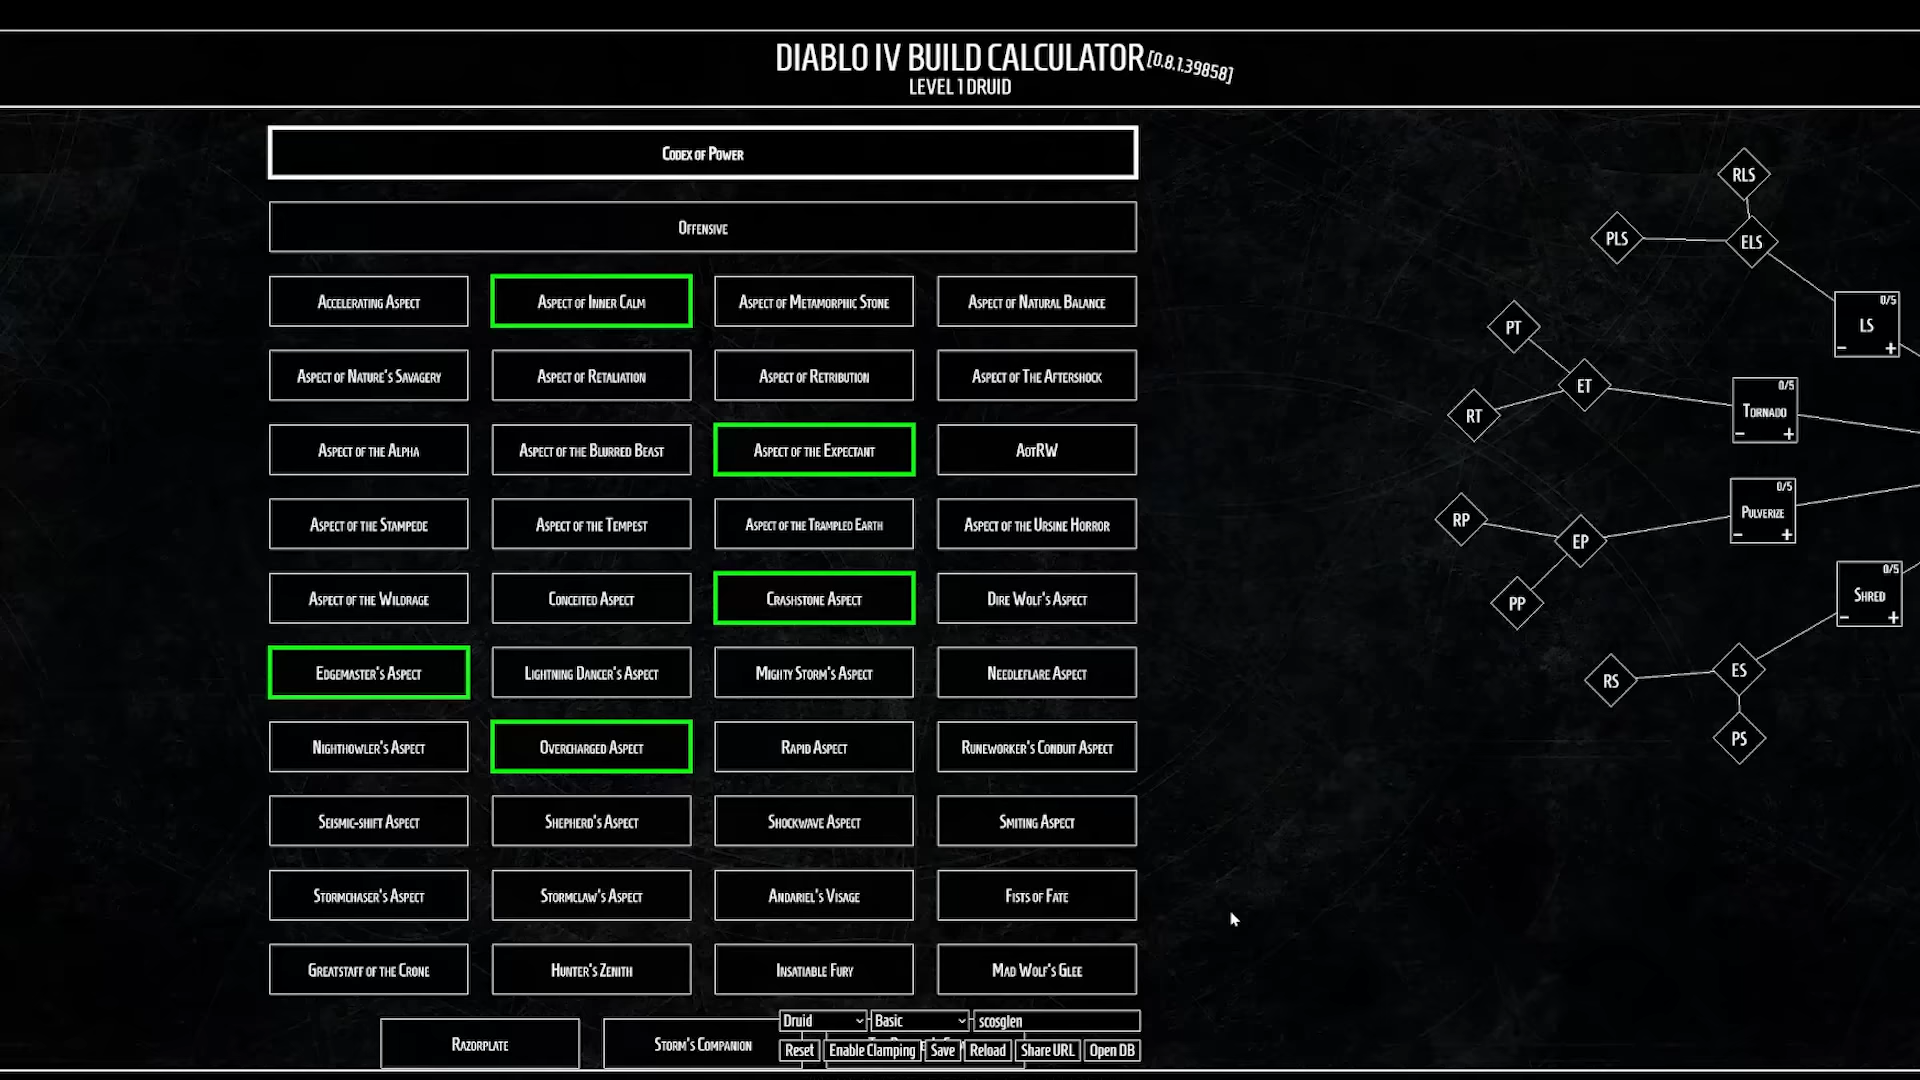 DIABLO IV BUILD CALCULATOR [0.8.1.39858]
LEVEL 1 DRUID
CODEX OF POWER
OFFENSIVE
ACCELERATING ASPECT
ASPECT OF INNER CALM
ASPECT OF METAMORPHIC STONE
ASPECT OF NATURAL BALANCE
ASPECT OF NATURE'S SAVAGERY
ASPECT OF RETALIATION
ASPECT OF RETRIBUTION
ASPECT OF THE AFTERSHOCK
ASPECT OF THE ALPHA
ASPECT OF THE BLURRED BEAST
ASPECT OF THE EXPECTANT
AOTRW
ASPECT OF THE STAMPEDE
ASPECT OF THE TEMPEST
ASPECT OF THE TRAMPLED EARTH
ASPECT OF THE URSINE HORROR
ASPECT OF THE WILDRAGE
CONCEITED ASPECT
CRASHSTONE ASPECT
DIRE WOLF'S ASPECT
EDGEMASTER'S ASPECT
LIGHTNING DANCER'S ASPECT
MIGHTY STORM'S ASPECT
NEEDLEFLARE ASPECT
NIGHTHOWLER'S ASPECT
OVERCHARGED ASPECT
RAPID ASPECT
RUNEWORKER'S CONDUIT ASPECT
SEISMIC-SHIFT ASPECT
SHEPHERD'S ASPECT
SHOCKWAVE ASPECT
SMITING ASPECT
STORMCHASER'S ASPECT
STORMCLAW'S ASPECT
ANDARIEL'S VISAGE
FISTS OF FATE
GREATSTAFF OF THE CRONE
HUNTER'S ZENITH
INSATIABLE FURY
MAD WOLF'S GLEE
RAZORPLATE
STORM'S COMPANION
Druid
Basic
scosglen
Reset
Enable Clamping
Save
Reload
Share URL
Open DB
RLS
PLS
ELS
0/5
LS
- +
PT
ET
RT
0/5
TORNADO
- +
RP
EP
PP
0/5
PULVERIZE
- +
0/5
SHRED
- +
RS
ES
PS